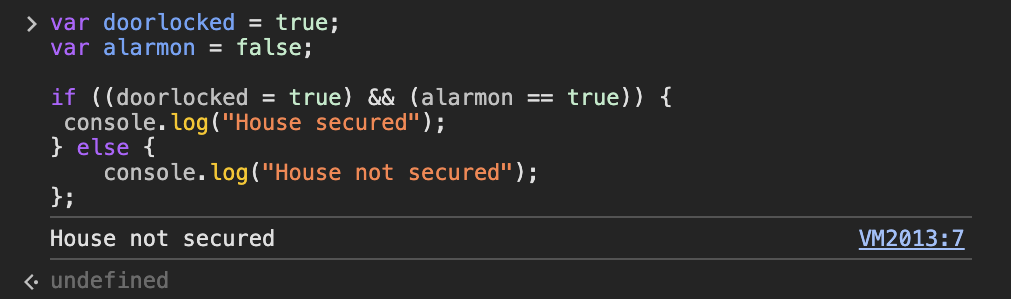 var doorlocked = true;
var alarmon = false;
if ((doorlocked = true) && (alarmon == true)) {
console.log("House secured");
} else {
console.log("House not secured");
};
House not secured VM2013:7
undefined